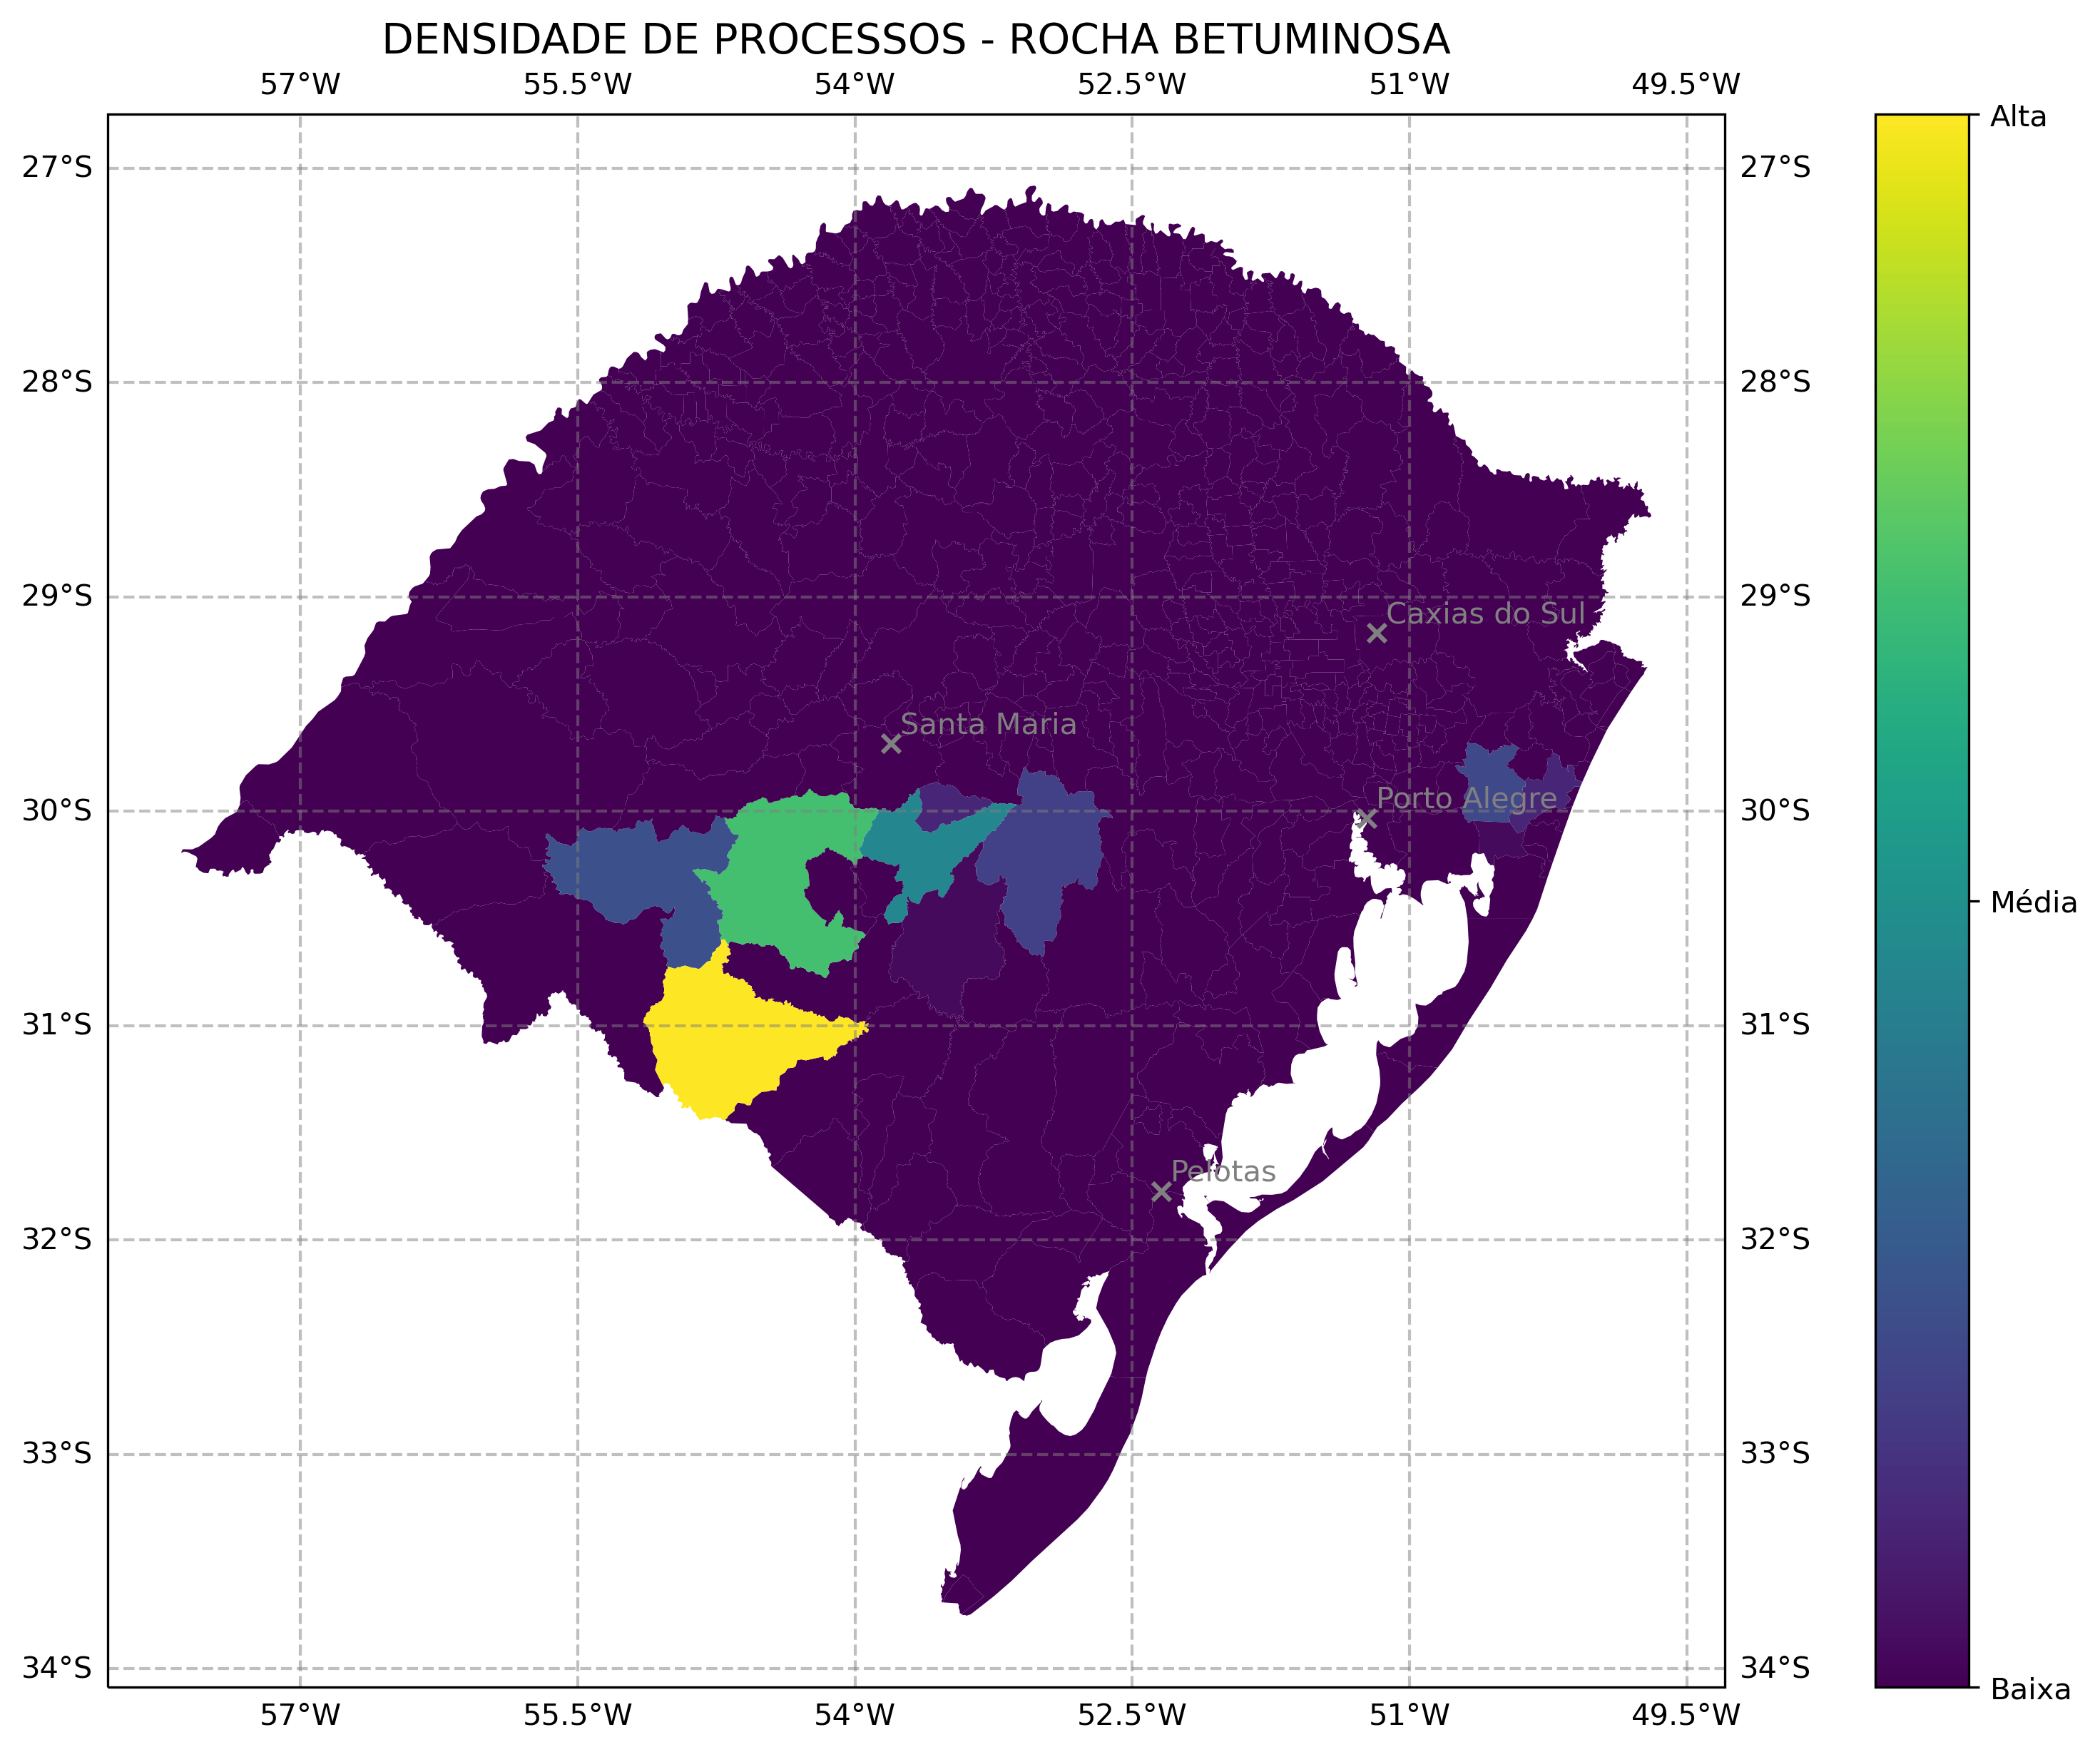 DENSIDADE DE PROCESSOS - ROCHA BETUMINOSA
57°W 55.5°W 54°W 52.5°W 51°W 49.5°W
Alta
27°S 27°S
28°S 28°S
29°S 29°S
Caxias do Sul
Santa Maria
Porto Alegre
30°S 30°S
Média
31°S 31°S
Pelotas
32°S 32°S
33°S 33°S
34°S 34°S
Baixa
57°W 55.5°W 54°W 52.5°W 51°W 49.5°W